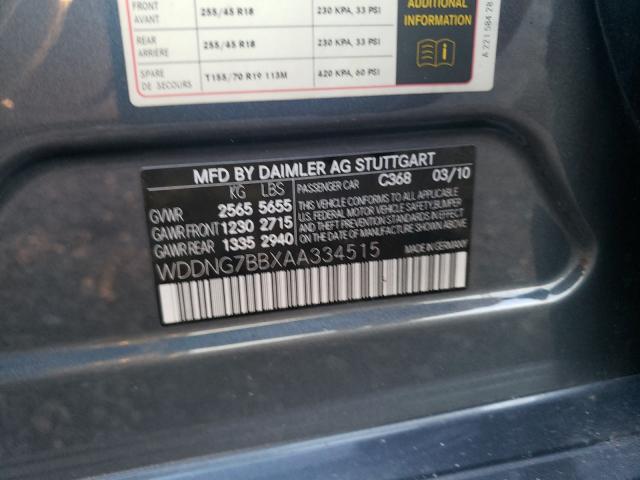 FRONT
AVANT
255/45 R18
230 KPA, 33 PSI
REAR
ARRIERE
255/45 R18
230 KPA, 33 PSI
SPARE
DE SECOURS
T155/70 R19 113M
420 KPA, 60 PSI
ADDITIONAL
INFORMATION
A 221 584 78
MFD BY DAIMLER AG STUTTGART
KG LBS
PASSENGER CAR C368 03/10
GVWR 2565 5655
GAWR FRONT 1230 2715
GAWR REAR 1335 2940
THIS VEHICLE CONFORMS TO ALL APPLICABLE
U.S. FEDERAL MOTOR VEHICLE SAFETY,BUMPER
AND THEFT PREVENTION STANDARDS IN EFFECT
ON THE DATE OF MANUFACTURE SHOWN ABOVE.
WDDNG7BBXAA334515